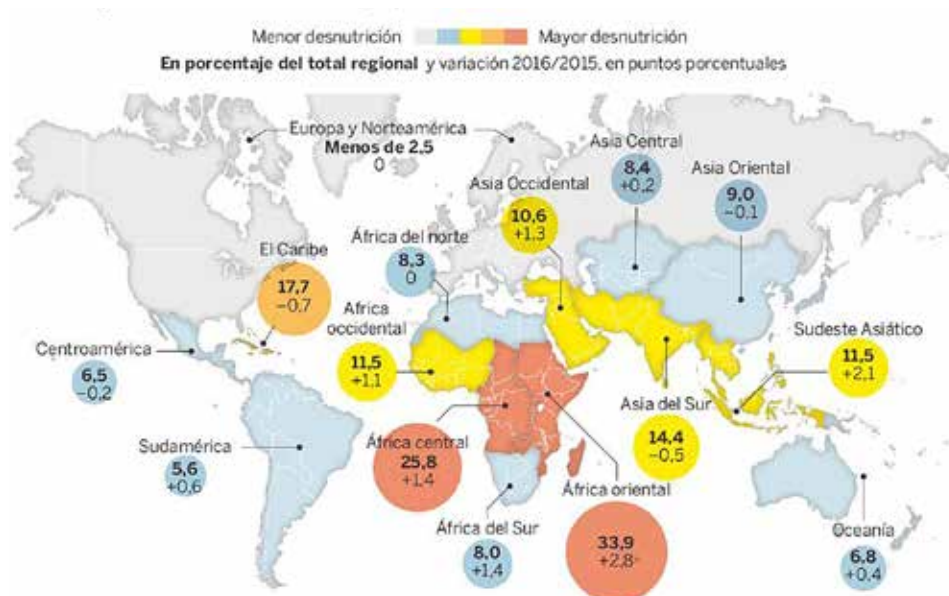 Menor desnutrición
Mayor desnutrición
En porcentaje del total regional y variación 2016/2015, en puntos porcentuales
Europa y Norteamérica
Menos de 2,5
0
Asia Central
8,4
+0,2
Asia Oriental
9,0
−0,1
Asia Occidental
10,6
+1,3
África del norte
8,3
0
El Caribe
17,7
−0,7
África
occidental
11,5
+1,1
Centroamérica
6,5
−0,2
Sudeste Asiático
11,5
+2,1
Asia del Sur
14,4
−0,5
Sudamérica
5,6
+0,6
África central
25,8
+1,4
África oriental
33,9
+2,8
África del Sur
8,0
+1,4
Oceanía
6,8
+0,4